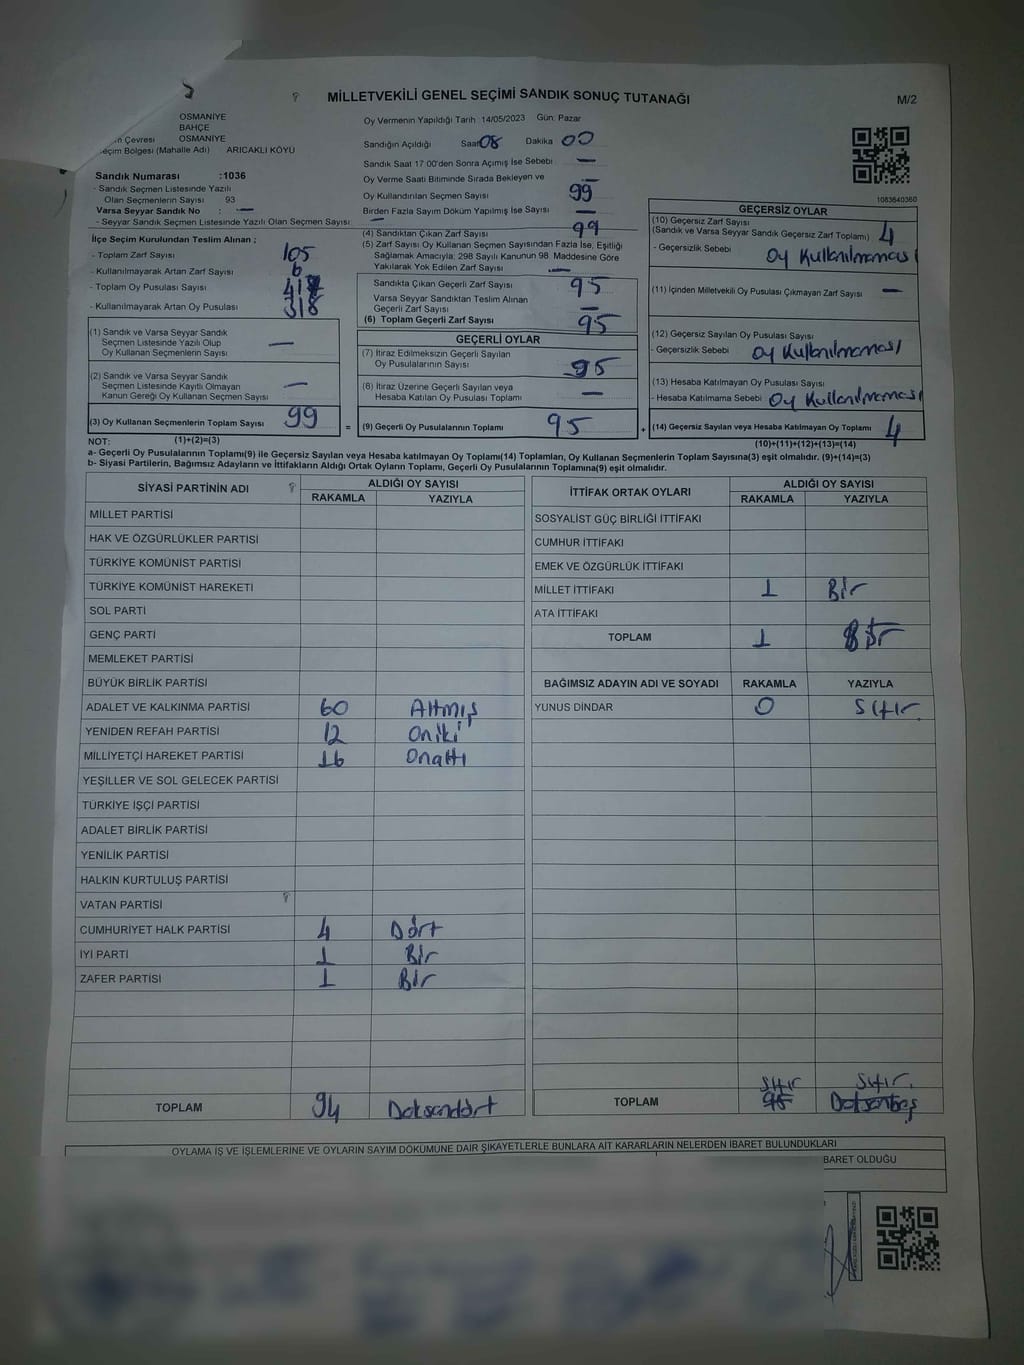 MİLLETVEKİLİ GENEL SEÇİMİ SANDIK SONUÇ TUTANAĞI
M/2
OSMANİYE
BAHÇE
Çevresi OSMANİYE
Seçim Bölgesi (Mahalle Adı) ARICAKLI KÖYÜ
Sandık Numarası :1036
- Sandık Seçmen Listesinde Yazılı
Olan Seçmenlerin Sayısı 93
Varsa Seyyar Sandık No : —
- Seyyar Sandık Seçmen Listesinde Yazılı Olan Seçmen Sayısı: —
İlçe Seçim Kurulundan Teslim Alınan ;
- Toplam Zarf Sayısı : 105
- Kullanılmayarak Artan Zarf Sayısı : 6
- Toplam Oy Pusulası Sayısı :
- Kullanılmayarak Artan Oy Pusulası : 318
Oy Vermenin Yapıldığı Tarih 14/05/2023 Gün: Pazar
Sandığın Açıldığı Saat 08 Dakika 00
Sandık Saat 17:00'den Sonra Açımış İse Sebebi —
Oy Verme Saati Bitiminde Sırada Bekleyen ve —
Oy Kullandırılan Seçmen Sayısı 99
Birden Fazla Sayım Döküm Yapılmış İse Sayısı —
(4) Sandıktan Çıkan Zarf Sayısı 99
(5) Zarf Sayısı Oy Kullanan Seçmen Sayısından Fazla İse, Eşitliği
Sağlamak Amacıyla; 298 Sayılı Kanunun 98. Maddesine Göre
Yakılarak Yok Edilen Zarf Sayısı —
Sandıkta Çıkan Geçerli Zarf Sayısı 95
Varsa Seyyar Sandıktan Teslim Alınan
Geçerli Zarf Sayısı —
(6) Toplam Geçerli Zarf Sayısı 95
1083640360
GEÇERSİZ OYLAR
(10) Geçersiz Zarf Sayısı
(Sandık ve Varsa Seyyar Sandık Geçersiz Zarf Toplamı) 4
- Geçersizlik Sebebi : Oy Kullanılmaması
(11) İçinden Milletvekili Oy Pusulası Çıkmayan Zarf Sayısı —
(12) Geçersiz Sayılan Oy Pusulası Sayısı
- Geçersizlik Sebebi : Oy Kullanılmaması
(13) Hesaba Katılmayan Oy Pusulası Sayısı
- Hesaba Katılmama Sebebi : Oy Kullanılmaması
(14) Geçersiz Sayılan veya Hesaba Katılmayan Oy Toplamı 4
(10)+(11)+(12)+(13)=(14)
(1) Sandık ve Varsa Seyyar Sandık
Seçmen Listesinde Yazılı Olup
Oy Kullanan Seçmenlerin Sayısı —
(2) Sandık ve Varsa Seyyar Sandık
Seçmen Listesinde Kayıtlı Olmayan
Kanun Gereği Oy Kullanan Seçmen Sayısı —
(3) Oy Kullanan Seçmenlerin Toplam Sayısı 99
=
GEÇERLİ OYLAR
(7) İtiraz Edilmeksizin Geçerli Sayılan
Oy Pusulalarının Sayısı 95
(8) İtiraz Üzerine Geçerli Sayılan veya
Hesaba Katılan Oy Pusulası Toplamı —
(9) Geçerli Oy Pusulalarının Toplamı 95
+
NOT: (1)+(2)=(3)
a- Geçerli Oy Pusulalarının Toplamı(9) ile Geçersiz Sayılan veya Hesaba Katılmayan Oy Toplamı(14) Toplamları, Oy Kullanan Seçmenlerin Toplam Sayısına(3) eşit olmalıdır. (9)+(14)=(3)
b- Siyasi Partilerin, Bağımsız Adayların ve İttifakların Aldığı Ortak Oyların Toplamı, Geçerli Oy Pusulalarının Toplamına(9) eşit olmalıdır.
SİYASİ PARTİNİN ADI ALDIĞI OY SAYISI
RAKAMLA YAZIYLA
MİLLET PARTİSİ
HAK VE ÖZGÜRLÜKLER PARTİSİ
TÜRKİYE KOMÜNİST PARTİSİ
TÜRKİYE KOMÜNİST HAREKETİ
SOL PARTİ
GENÇ PARTİ
MEMLEKET PARTİSİ
BÜYÜK BİRLİK PARTİSİ
ADALET VE KALKINMA PARTİSİ 60 Altmış
YENİDEN REFAH PARTİSİ 12 Oniki
MİLLİYETÇİ HAREKET PARTİSİ 16 Onaltı
YEŞİLLER VE SOL GELECEK PARTİSİ
TÜRKİYE İŞÇİ PARTİSİ
ADALET BİRLİK PARTİSİ
YENİLİK PARTİSİ
HALKIN KURTULUŞ PARTİSİ
VATAN PARTİSİ
CUMHURİYET HALK PARTİSİ 4 Dört
İYİ PARTİ 1 Bir
ZAFER PARTİSİ 1 Bir
TOPLAM 94 Doksandört
İTTİFAK ORTAK OYLARI ALDIĞI OY SAYISI
RAKAMLA YAZIYLA
SOSYALİST GÜÇ BİRLİĞİ İTTİFAKI
CUMHUR İTTİFAKI
EMEK VE ÖZGÜRLÜK İTTİFAKI
MİLLET İTTİFAKI 1 Bir
ATA İTTİFAKI
TOPLAM 1 Bir
BAĞIMSIZ ADAYIN ADI VE SOYADI RAKAMLA YAZIYLA
YUNUS DİNDAR 0 Sıfır
Sıfır Sıfır
TOPLAM 95 Doksanbeş
OYLAMA İŞ VE İŞLEMLERİNE VE OYLARIN SAYIM DÖKÜMÜNE DAİR ŞİKAYETLERLE BUNLARA AİT KARARLARIN NELERDEN İBARET BULUNDUKLARI
BARET OLDUĞU